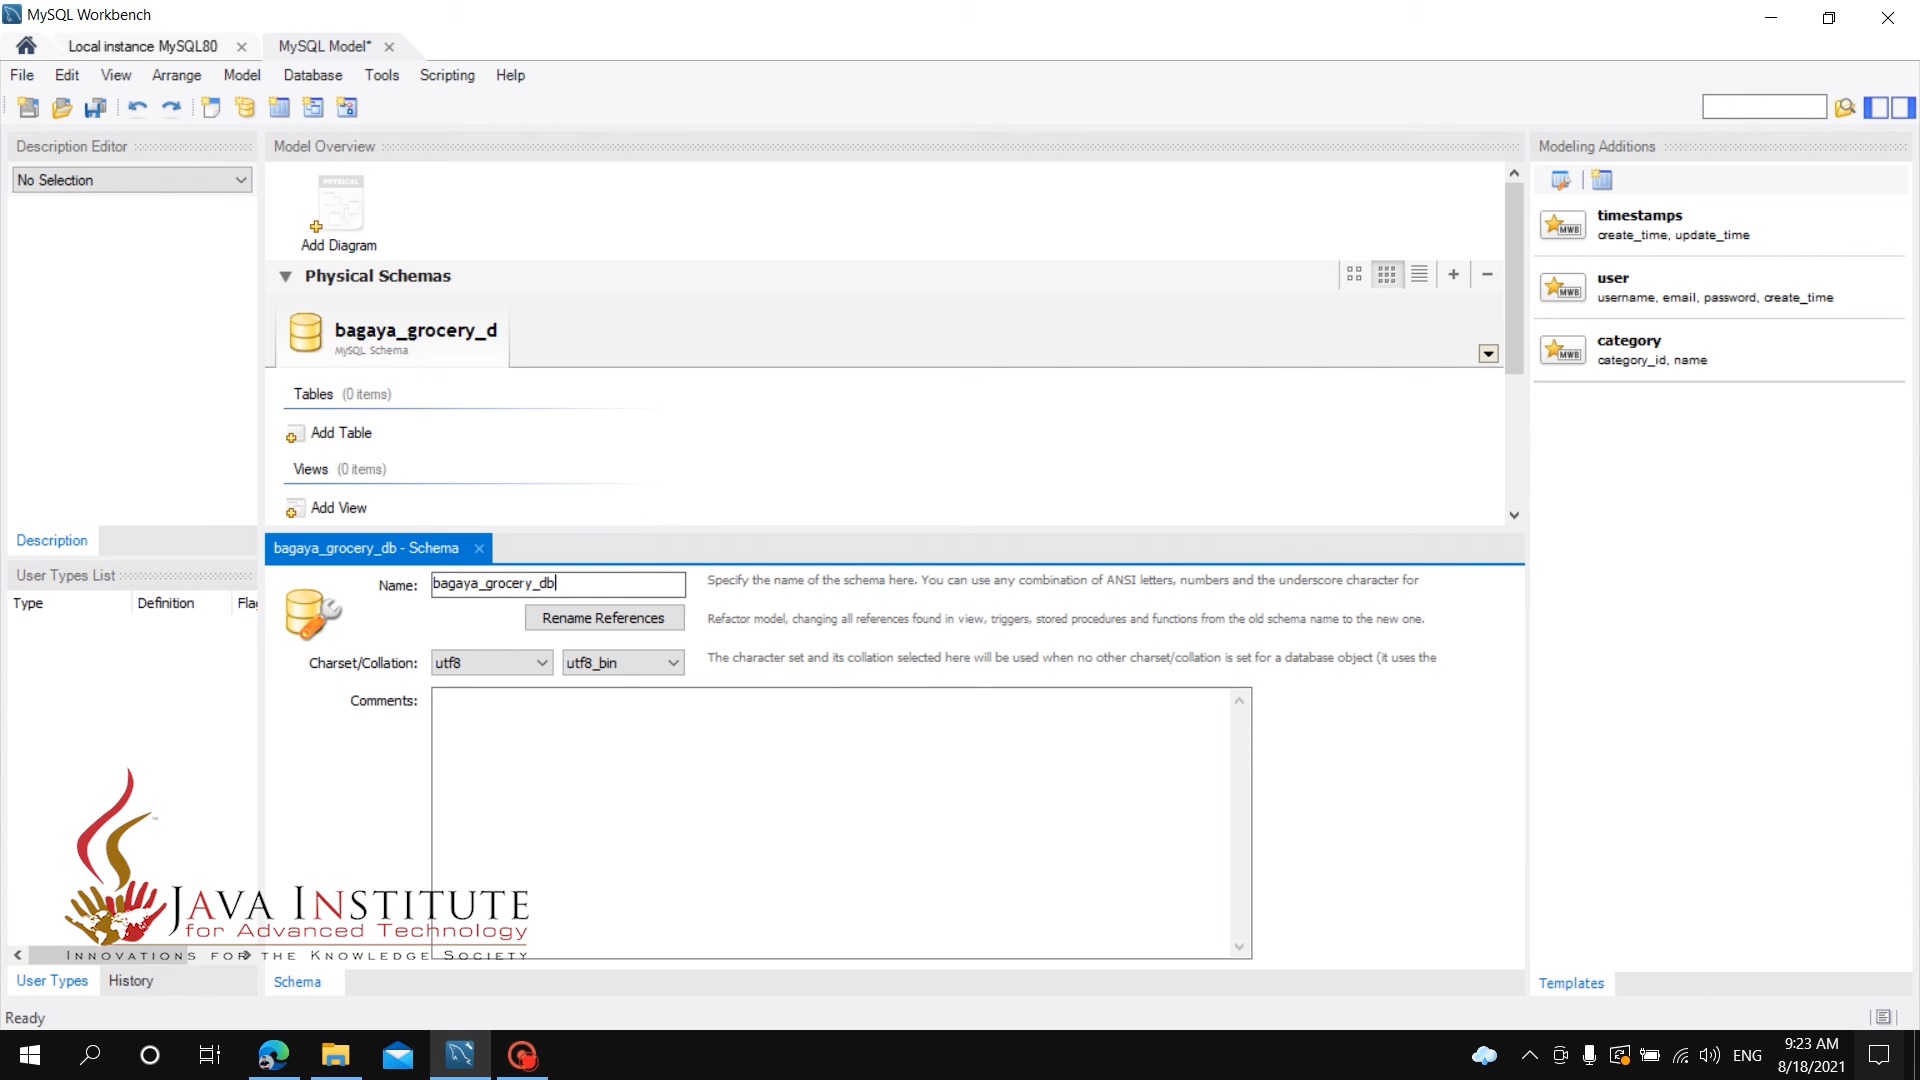 MySQL Workbench
Local instance MySQL80
MySQL Model*
File Edit View Arrange Model Database Tools Scripting Help
Description Editor
Model Overview
Modeling Additions
No Selection
PHYSICAL
Add Diagram
Physical Schemas
bagaya_grocery_d
MySQL Schema
Tables (0 items)
Add Table
Views (0 items)
Add View
MWB
timestamps
create_time, update_time
MWB
user
username, email, password, create_time
MWB
category
category_id, name
Description
User Types List
Type Definition Fla
bagaya_grocery_db - Schema
Name: bagaya_grocery_db
Specify the name of the schema here. You can use any combination of ANSI letters, numbers and the underscore character for
Rename References
Refactor model, changing all references found in view, triggers, stored procedures and functions from the old schema name to the new one.
Charset/Collation: utf8 utf8_bin
The character set and its collation selected here will be used when no other charset/collation is set for a database object (it uses the
Comments:
TM
JAVA INSTITUTE
for Advanced Technology
INNOVATIONS FOR THE KNOWLEDGE SOCIETY
User Types History
Schema
Templates
Ready
ENG
9:23 AM
8/18/2021